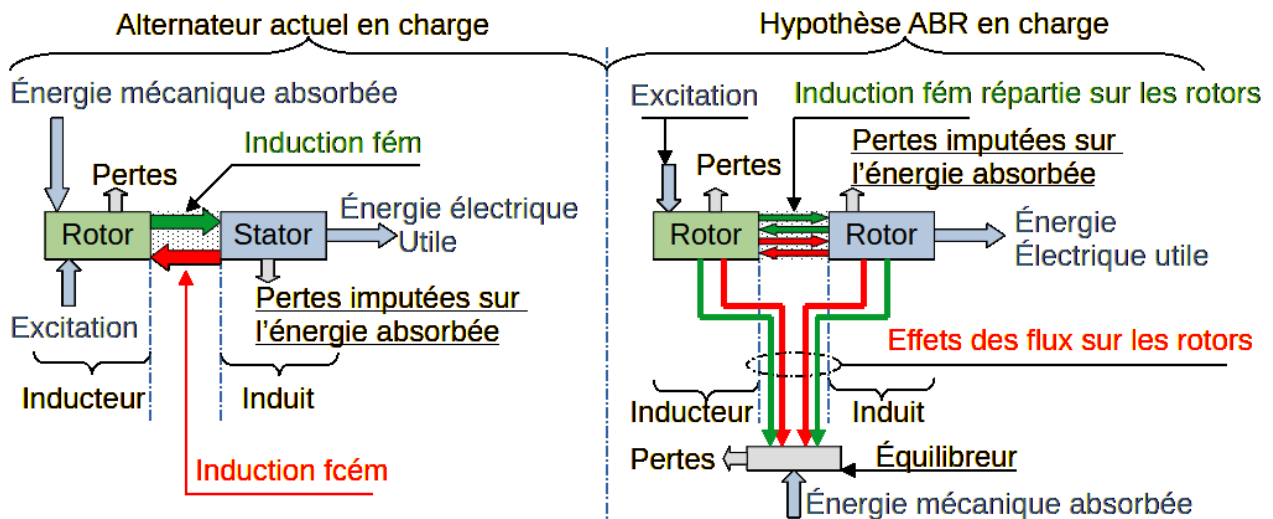 Alternateur actuel en charge
Énergie mécanique absorbée
Induction fém
Pertes
Rotor
Stator
Énergie électrique
Utile
Excitation
Pertes imputées sur
l'énergie absorbée
Inducteur
Induit
Induction fcém
Hypothèse ABR en charge
Excitation
Induction fém répartie sur les rotors
Pertes
Pertes imputées sur
l'énergie absorbée
Rotor
Rotor
Énergie
Électrique utile
Effets des flux sur les rotors
Inducteur
Induit
Pertes
Équilibreur
Énergie mécanique absorbée